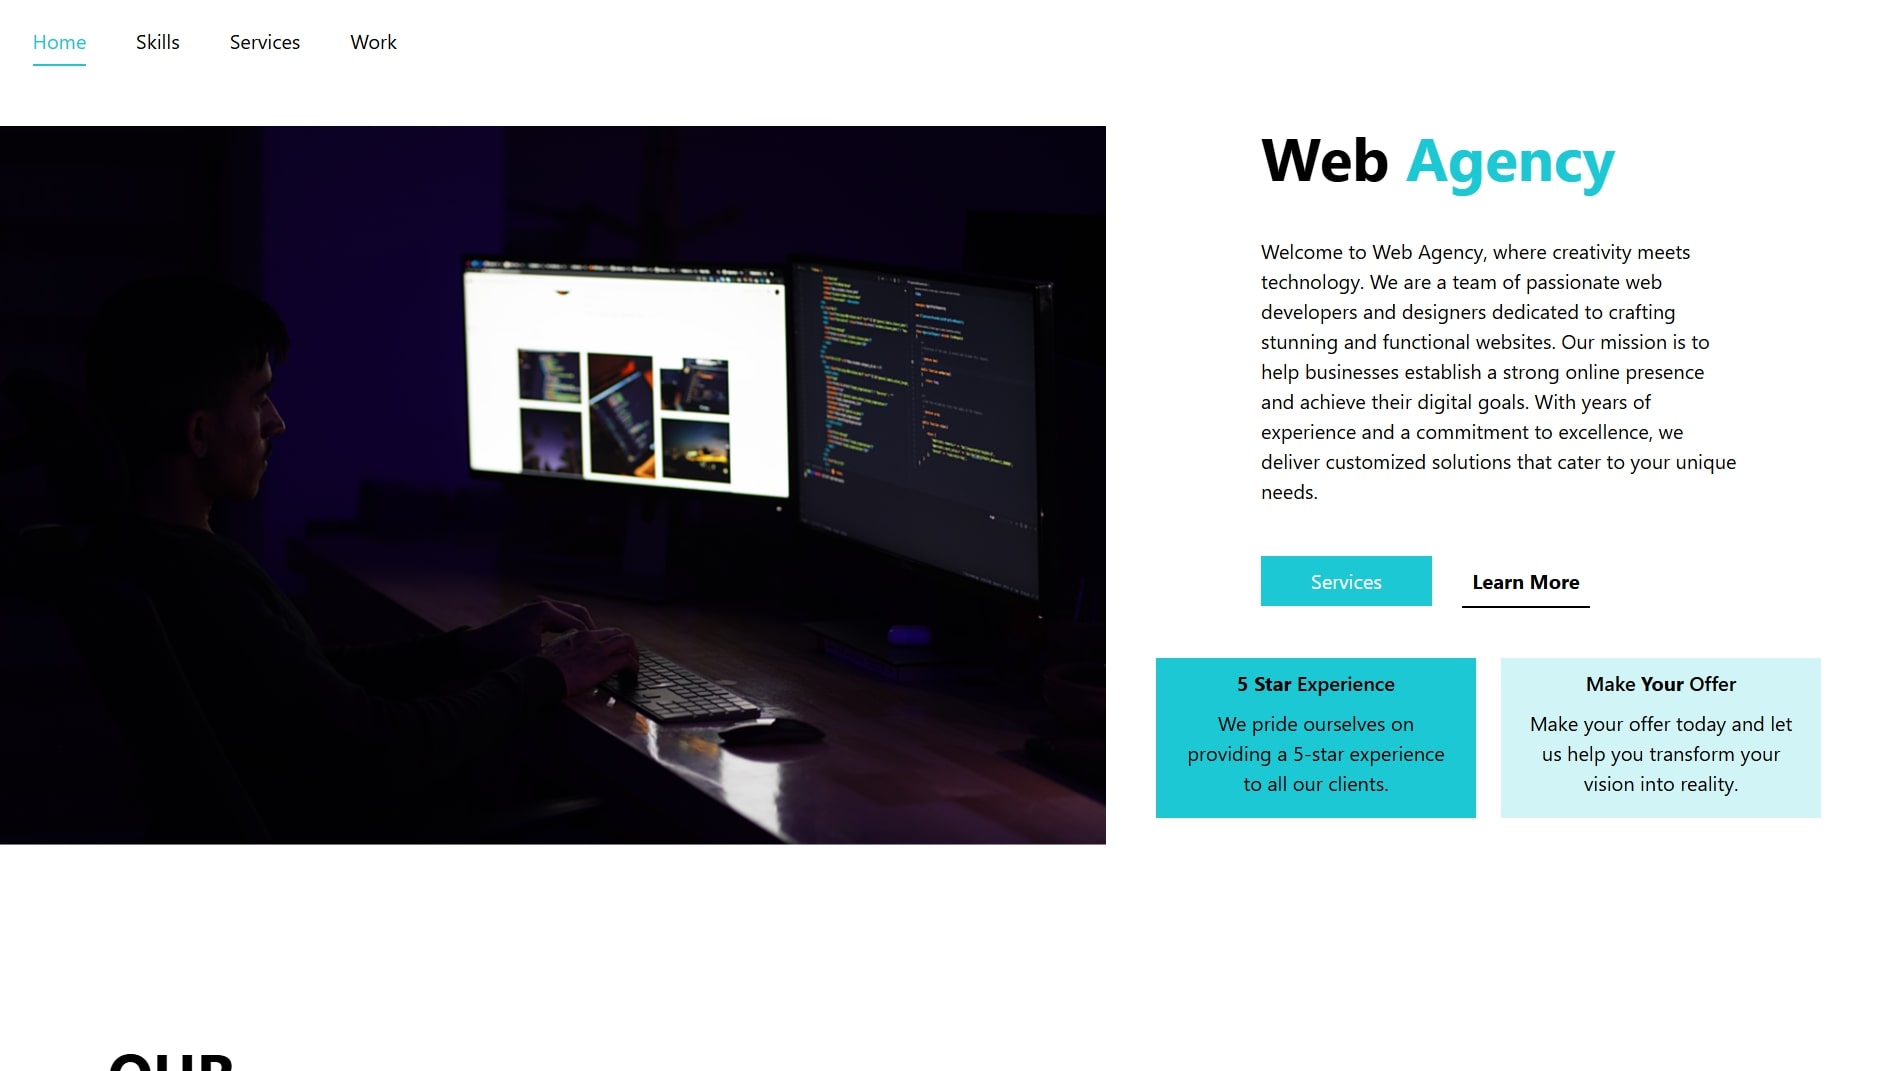 Home
Skills
Services
Work
Web Agency
Welcome to Web Agency, where creativity meets
technology. We are a team of passionate web
developers and designers dedicated to crafting
stunning and functional websites. Our mission is to
help businesses establish a strong online presence
and achieve their digital goals. With years of
experience and a commitment to excellence, we
deliver customized solutions that cater to your unique
needs.
Services
Learn More
5 Star Experience
We pride ourselves on
providing a 5-star experience
to all our clients.
Make Your Offer
Make your offer today and let
us help you transform your
vision into reality.
OUR